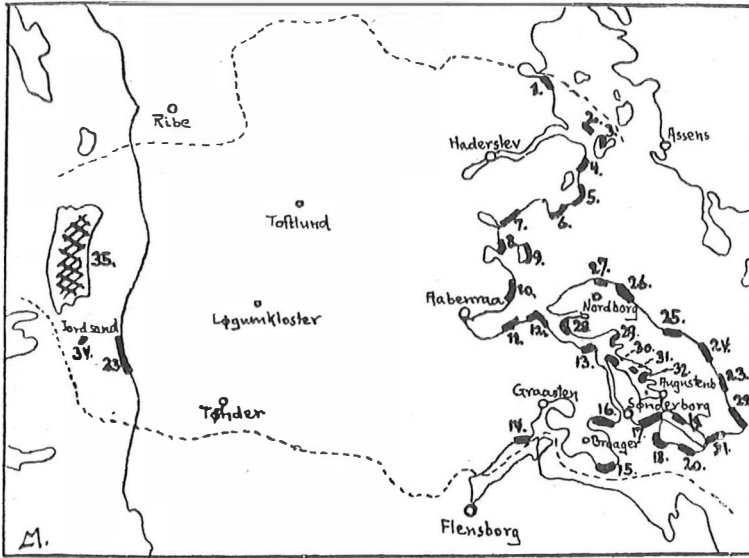 1.
2.
3.
Ribe
Assens
Haderslev
4.
5.
Toftlund
6.
7.
8.
9.
35.
27.
26.
10.
Nordborg
Aabenraa
Jordsand
Løgumkloster
34.
11.
12.
28.
25.
29.
24.
33
13.
30.
31.
32.
23.
Augustenb
Graasten
Tønder
16.
Sønderborg
22.
14.
Broager
17.
18.
21.
20.
15.
Flensborg
M.